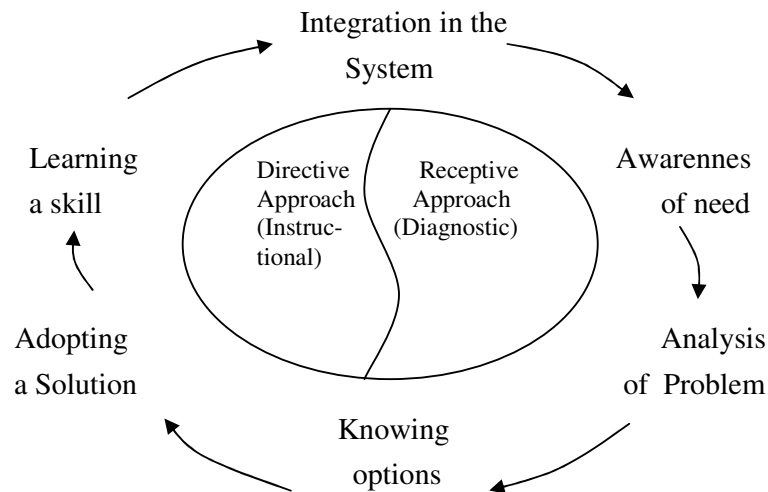 Integration in the
System
Learning
a skill
Directive
Approach
(Instruc-
tional)
Receptive
Approach
(Diagnostic)
Awarennes
of need
Adopting
a Solution
Analysis
of Problem
Knowing
options